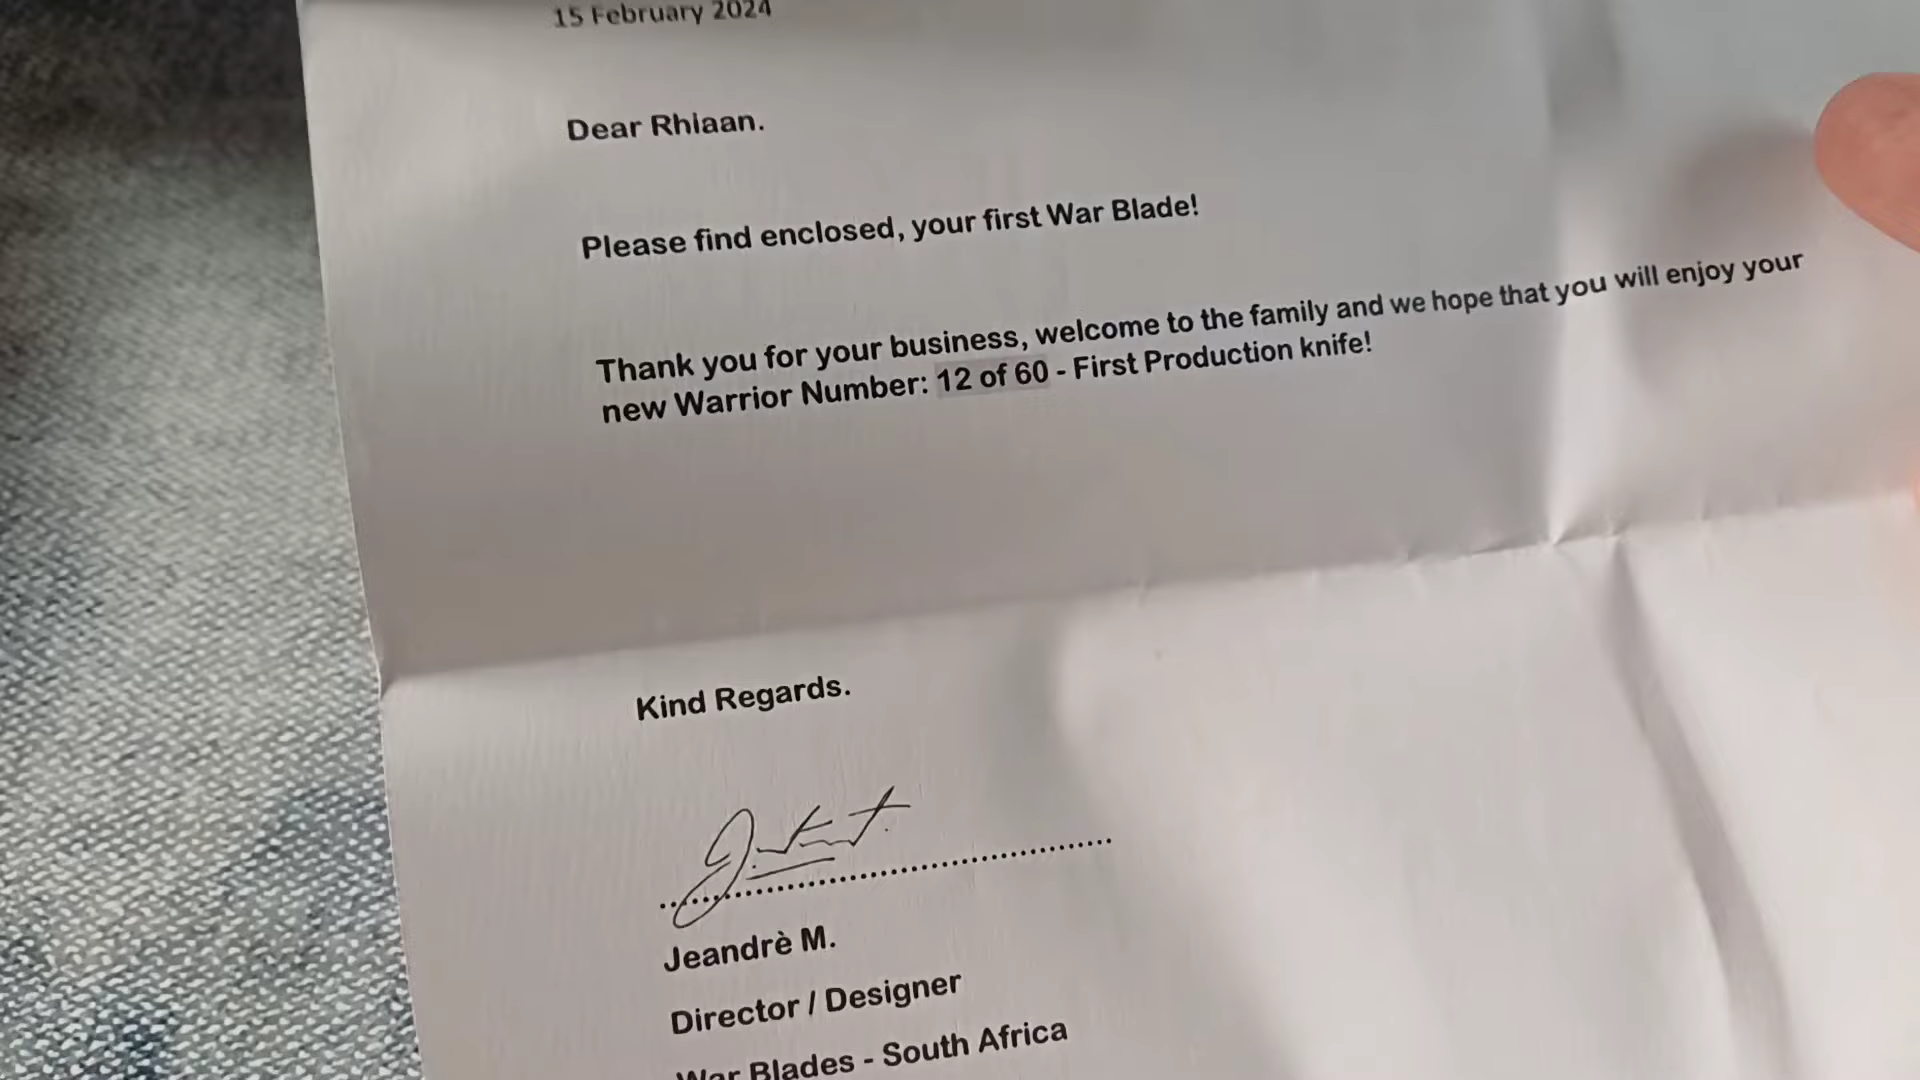 15 February 2024
Dear Rhiaan.
Please find enclosed, your first War Blade!
Thank you for your business, welcome to the family and we hope that you will enjoy your
new Warrior Number: 12 of 60 - First Production knife!
Kind Regards.
Jeandrè M.
Director / Designer
War Blades - South Africa